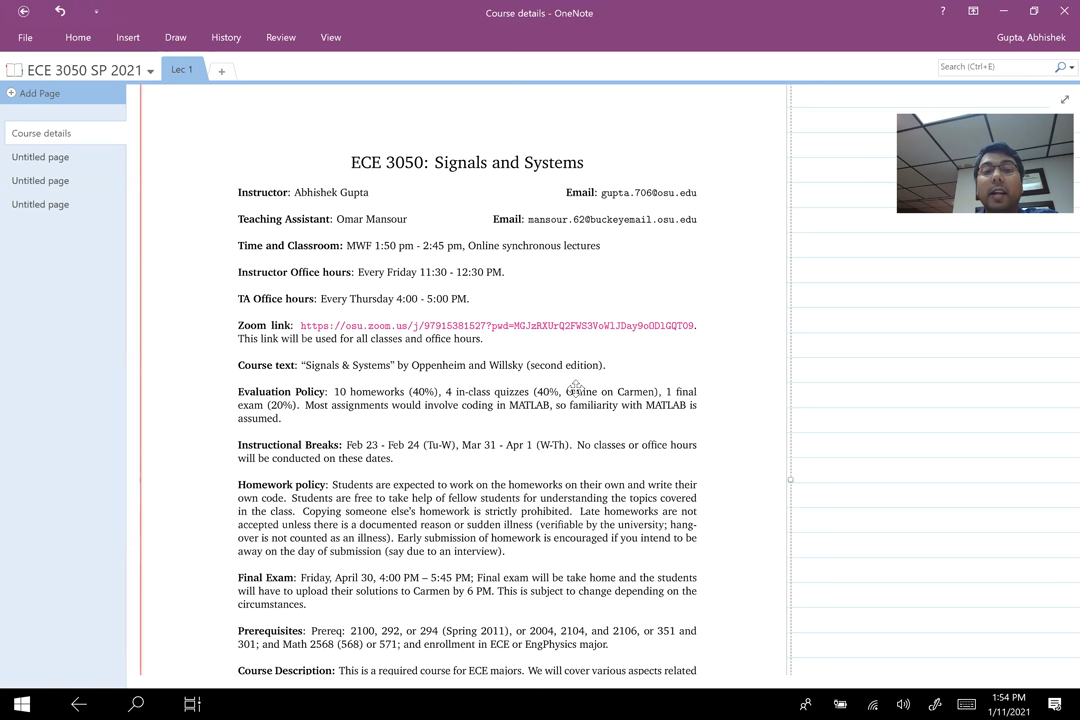 Course details - OneNote
?
File Home Insert Draw History Review View
Gupta, Abhishek
ECE 3050 SP 2021
Lec 1
+
Search (Ctrl+E)
Add Page
Course details
Untitled page
Untitled page
Untitled page
ECE 3050: Signals and Systems
Instructor: Abhishek Gupta Email: gupta.706@osu.edu
Teaching Assistant: Omar Mansour Email: mansour.62@buckeyemail.osu.edu
Time and Classroom: MWF 1:50 pm - 2:45 pm, Online synchronous lectures
Instructor Office hours: Every Friday 11:30 - 12:30 PM.
TA Office hours: Every Thursday 4:00 - 5:00 PM.
Zoom link: https://osu.zoom.us/j/97915381527?pwd=MGJzRXUrQ2FWS3VoWlJDay9oODlGQT09.
This link will be used for all classes and office hours.
Course text: “Signals & Systems” by Oppenheim and Willsky (second edition).
Evaluation Policy: 10 homeworks (40%), 4 in-class quizzes (40%, on Carmen), 1 final
exam (20%). Most assignments would involve coding in MATLAB, so familiarity with MATLAB is
assumed.
Instructional Breaks: Feb 23 - Feb 24 (Tu-W), Mar 31 - Apr 1 (W-Th). No classes or office hours
will be conducted on these dates.
Homework policy: Students are expected to work on the homeworks on their own and write their
own code. Students are free to take help of fellow students for understanding the topics covered
in the class. Copying someone else’s homework is strictly prohibited. Late homeworks are not
accepted unless there is a documented reason or sudden illness (verifiable by the university; hang-
over is not counted as an illness). Early submission of homework is encouraged if you intend to be
away on the day of submission (say due to an interview).
Final Exam: Friday, April 30, 4:00 PM – 5:45 PM; Final exam will be take home and the students
will have to upload their solutions to Carmen by 6 PM. This is subject to change depending on the
circumstances.
Prerequisites: Prereq: 2100, 292, or 294 (Spring 2011), or 2004, 2104, and 2106, or 351 and
301; and Math 2568 (568) or 571; and enrollment in ECE or EngPhysics major.
Course Description: This is a required course for ECE majors. We will cover various aspects related
1:54 PM
1/11/2021